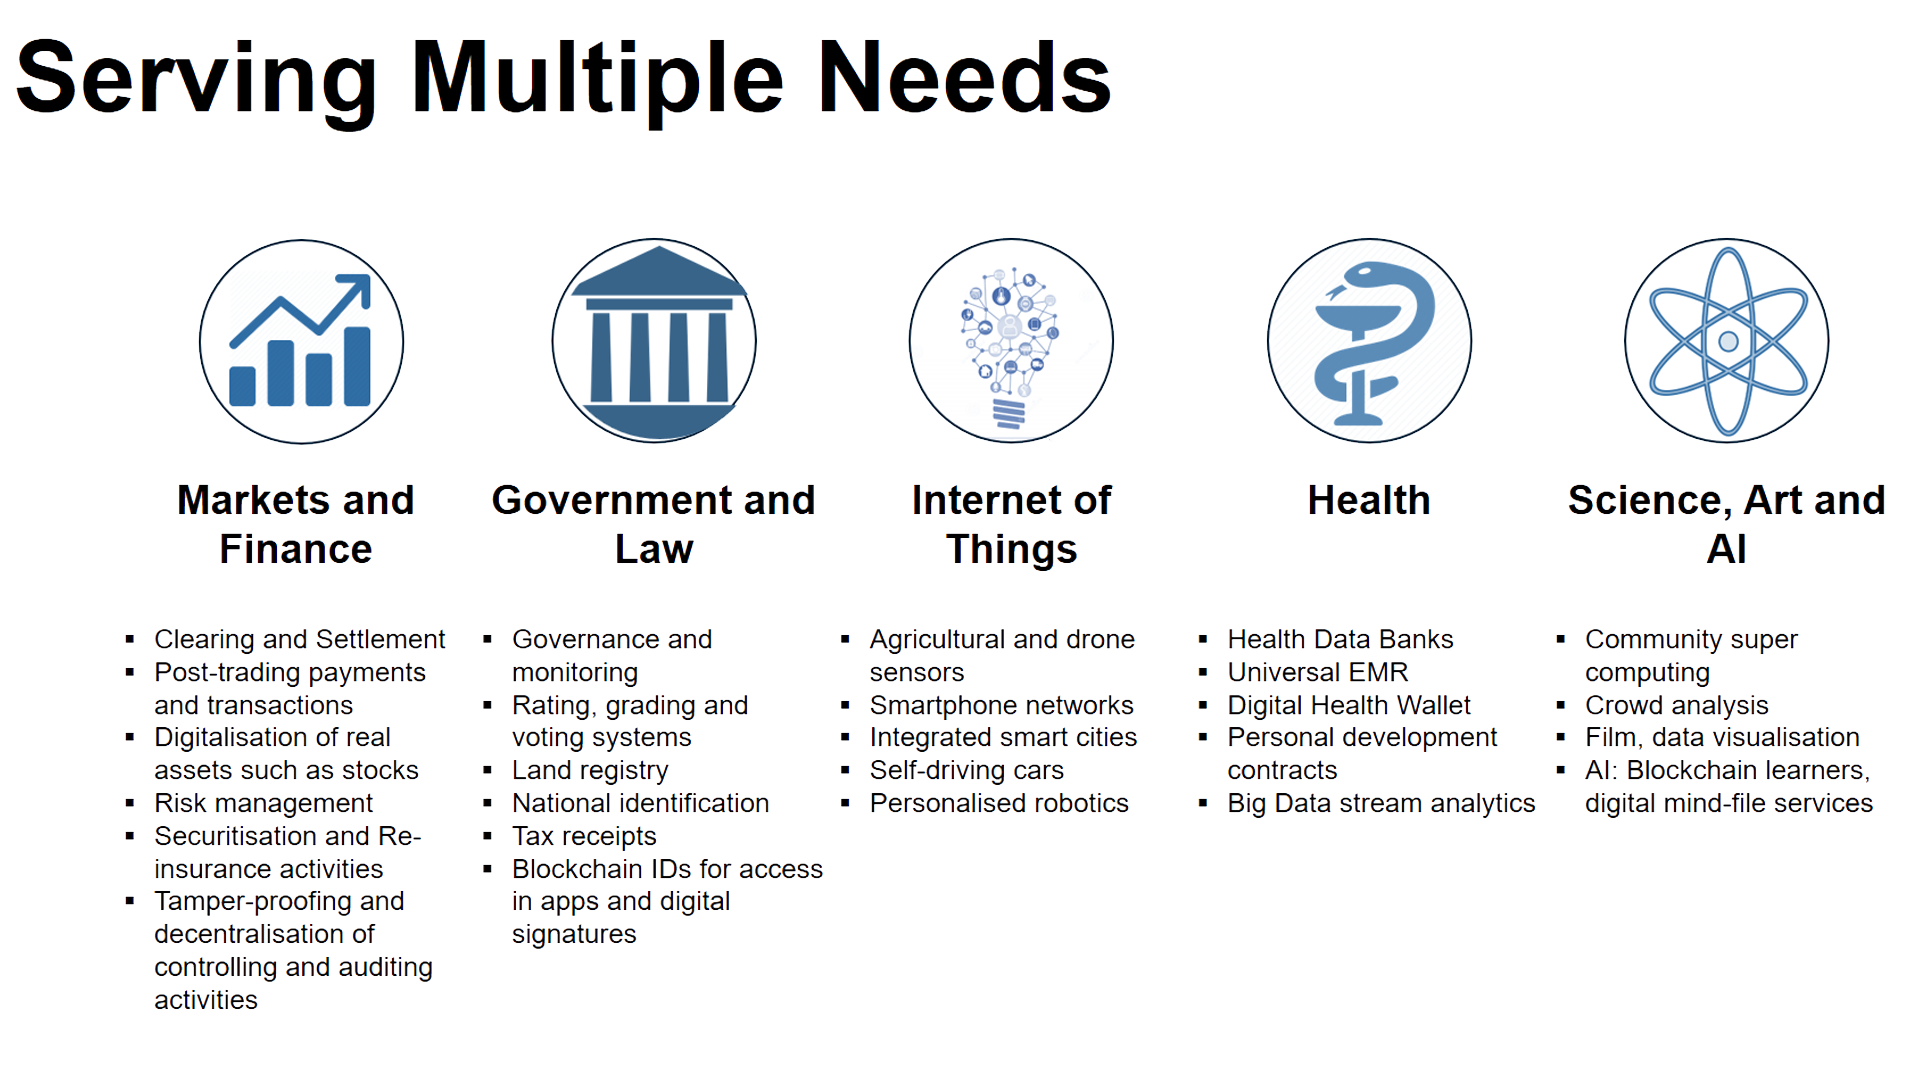 Serving Multiple Needs
Markets and
Finance
▪ Clearing and Settlement
▪ Post-trading payments
and transactions
▪ Digitalisation of real
assets such as stocks
▪ Risk management
▪ Securitisation and Re-
insurance activities
▪ Tamper-proofing and
decentralisation of
controlling and auditing
activities
Government and
Law
▪ Governance and
monitoring
▪ Rating, grading and
voting systems
▪ Land registry
▪ National identification
▪ Tax receipts
▪ Blockchain IDs for access
in apps and digital
signatures
Internet of
Things
▪ Agricultural and drone
sensors
▪ Smartphone networks
▪ Integrated smart cities
▪ Self-driving cars
▪ Personalised robotics
Health
▪ Health Data Banks
▪ Universal EMR
▪ Digital Health Wallet
▪ Personal development
contracts
▪ Big Data stream analytics
Science, Art and
AI
▪ Community super
computing
▪ Crowd analysis
▪ Film, data visualisation
▪ AI: Blockchain learners,
digital mind-file services